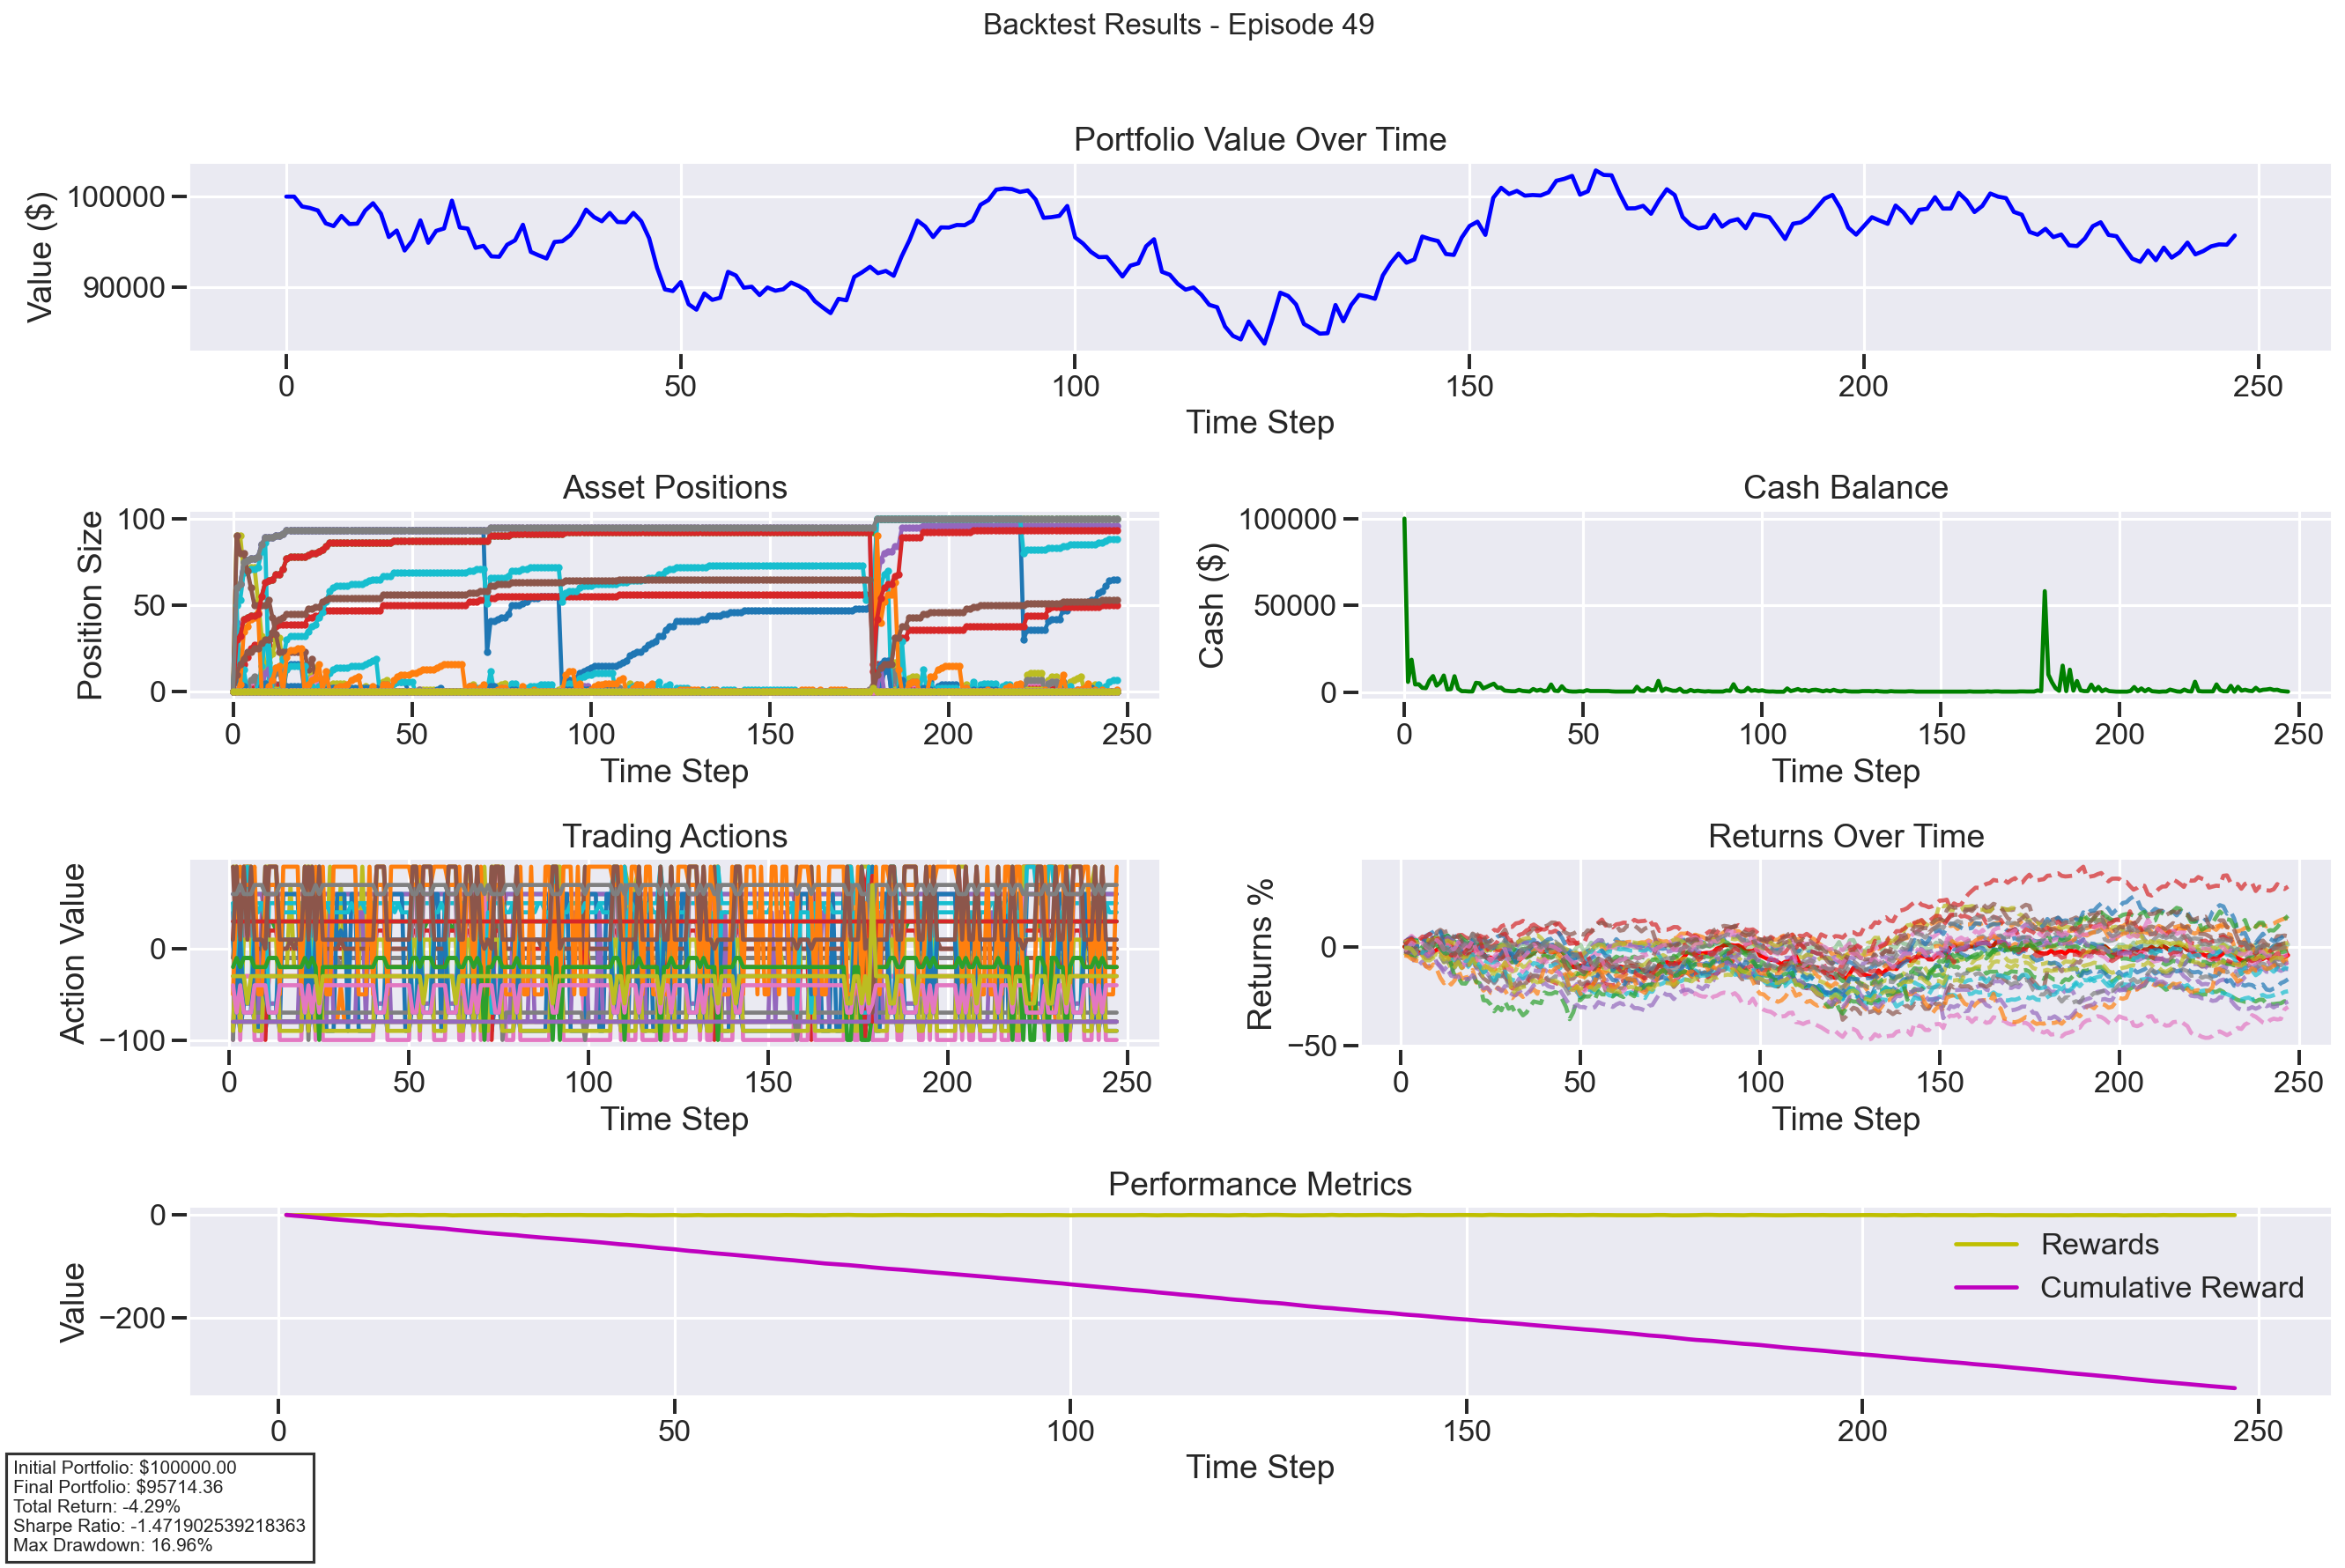 Backtest Results - Episode 49
Portfolio Value Over Time
Value ($)
100000
90000
0 50 100 150 200 250
Time Step
Asset Positions
Position Size
100
50
0
0 50 100 150 200 250
Time Step
Cash Balance
Cash ($)
100000
50000
0
0 50 100 150 200 250
Time Step
Trading Actions
Action Value
0
−100
0 50 100 150 200 250
Time Step
Returns Over Time
Returns %
0
−50
0 50 100 150 200 250
Time Step
Performance Metrics
Value
0
−200
Rewards
Cumulative Reward
0 50 100 150 200 250
Time Step
Initial Portfolio: $100000.00
Final Portfolio: $95714.36
Total Return: -4.29%
Sharpe Ratio: -1.471902539218363
Max Drawdown: 16.96%